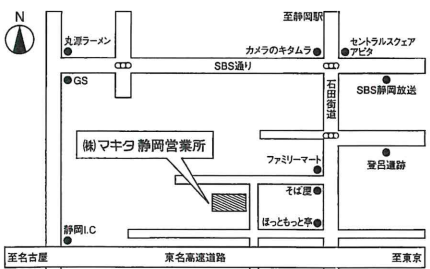 N
至静岡駅
丸源ラーメン
カメラのキタムラ
セントラルスクェア
アピタ
SBS通り
GS
石田街道
SBS静岡放送
㈱マキタ 静岡営業所
ファミリーマート
登呂遺跡
そば屋
ほっともっと亭
静岡I.C
至名古屋
東名高速道路
至東京